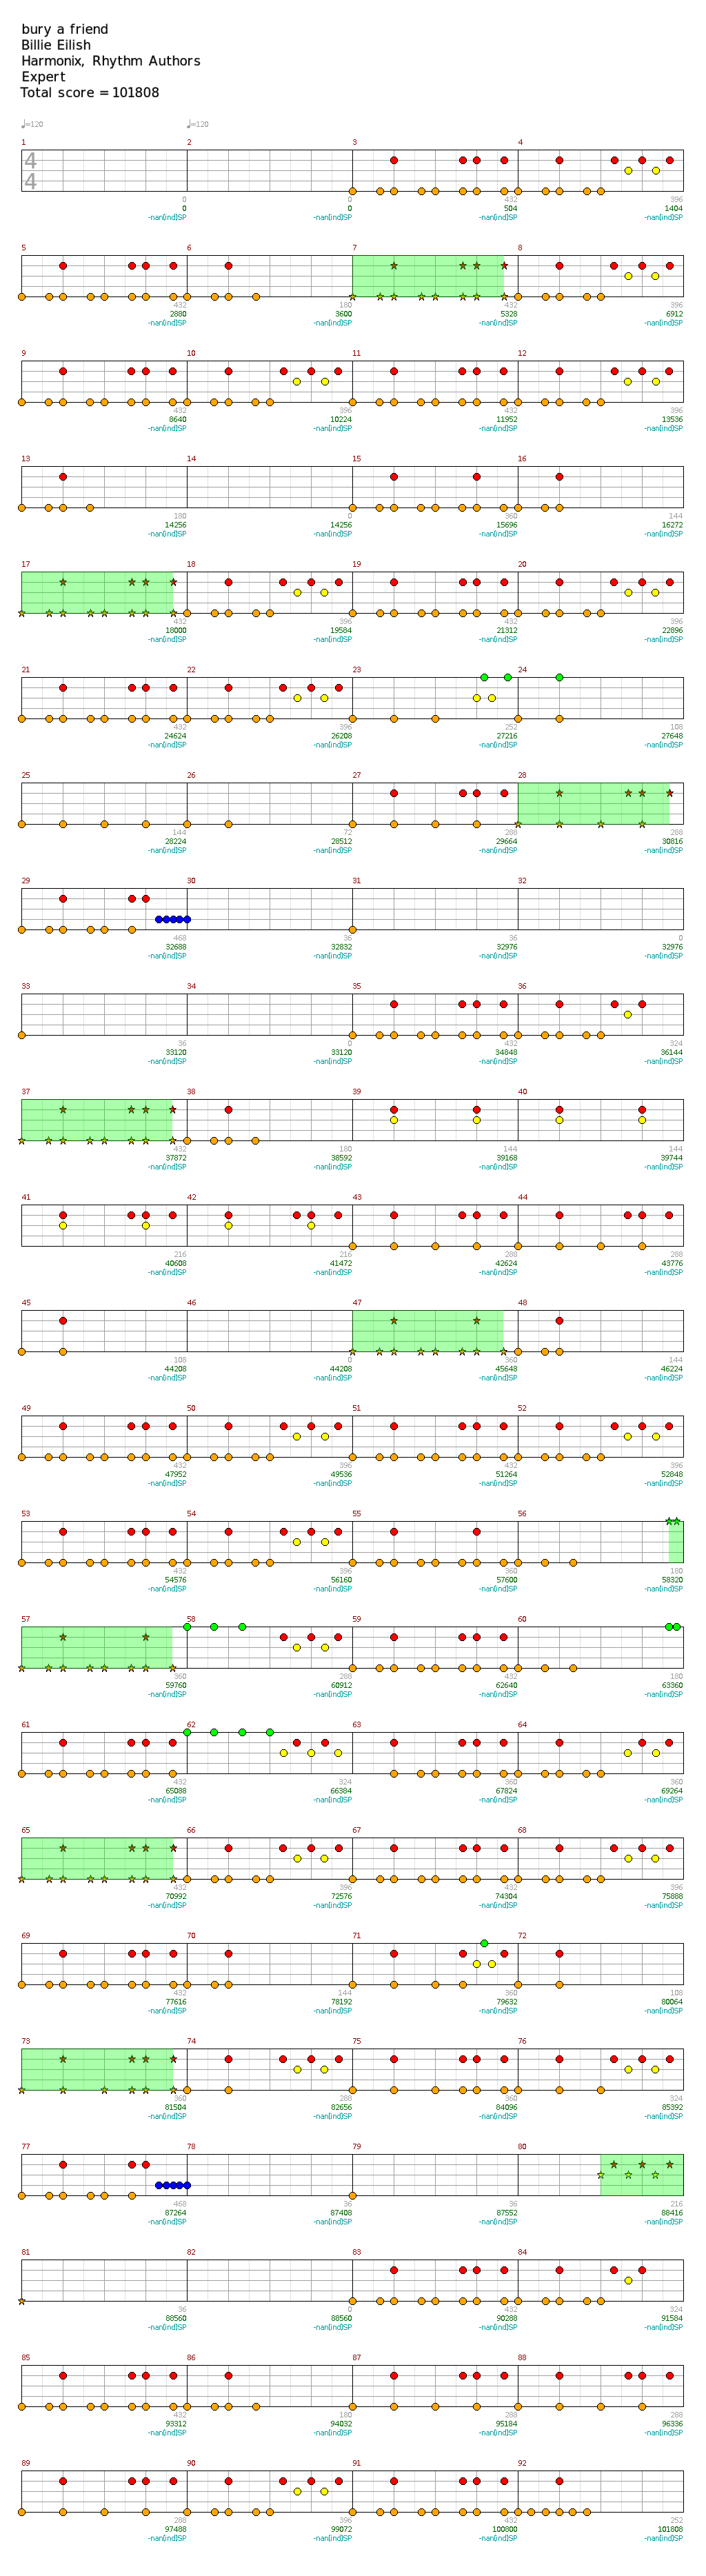 bury a friend
Billie Eilish
Harmonix, Rhythm Authors
Expert
Total score = 101808
♩=120 ♩=120
1 2 3 4
4
4
0 0 432 396
0 0 504 1404
-nan(ind)SP -nan(ind)SP -nan(ind)SP -nan(ind)SP
5 6 7 8
432 180 432 396
2880 3600 5328 6912
-nan(ind)SP -nan(ind)SP -nan(ind)SP -nan(ind)SP
9 10 11 12
432 396 432 396
8640 10224 11952 13536
-nan(ind)SP -nan(ind)SP -nan(ind)SP -nan(ind)SP
13 14 15 16
180 0 360 144
14256 14256 15696 16272
-nan(ind)SP -nan(ind)SP -nan(ind)SP -nan(ind)SP
17 18 19 20
432 396 432 396
18000 19584 21312 22896
-nan(ind)SP -nan(ind)SP -nan(ind)SP -nan(ind)SP
21 22 23 24
432 396 252 108
24624 26208 27216 27648
-nan(ind)SP -nan(ind)SP -nan(ind)SP -nan(ind)SP
25 26 27 28
144 72 288 288
28224 28512 29664 30816
-nan(ind)SP -nan(ind)SP -nan(ind)SP -nan(ind)SP
29 30 31 32
468 36 36 0
32688 32832 32976 32976
-nan(ind)SP -nan(ind)SP -nan(ind)SP -nan(ind)SP
33 34 35 36
36 0 432 324
33120 33120 34848 36144
-nan(ind)SP -nan(ind)SP -nan(ind)SP -nan(ind)SP
37 38 39 40
432 180 144 144
37872 38592 39168 39744
-nan(ind)SP -nan(ind)SP -nan(ind)SP -nan(ind)SP
41 42 43 44
216 216 288 288
40608 41472 42624 43776
-nan(ind)SP -nan(ind)SP -nan(ind)SP -nan(ind)SP
45 46 47 48
108 0 360 144
44208 44208 45648 46224
-nan(ind)SP -nan(ind)SP -nan(ind)SP -nan(ind)SP
49 50 51 52
432 396 432 396
47952 49536 51264 52848
-nan(ind)SP -nan(ind)SP -nan(ind)SP -nan(ind)SP
53 54 55 56
432 396 360 180
54576 56160 57600 58320
-nan(ind)SP -nan(ind)SP -nan(ind)SP -nan(ind)SP
57 58 59 60
360 288 432 180
59760 60912 62640 63360
-nan(ind)SP -nan(ind)SP -nan(ind)SP -nan(ind)SP
61 62 63 64
432 324 360 360
65088 66384 67824 69264
-nan(ind)SP -nan(ind)SP -nan(ind)SP -nan(ind)SP
65 66 67 68
432 396 432 396
70992 72576 74304 75888
-nan(ind)SP -nan(ind)SP -nan(ind)SP -nan(ind)SP
69 70 71 72
432 144 360 108
77616 78192 79632 80064
-nan(ind)SP -nan(ind)SP -nan(ind)SP -nan(ind)SP
73 74 75 76
360 288 360 324
81504 82656 84096 85392
-nan(ind)SP -nan(ind)SP -nan(ind)SP -nan(ind)SP
77 78 79 80
468 36 36 216
87264 87408 87552 88416
-nan(ind)SP -nan(ind)SP -nan(ind)SP -nan(ind)SP
81 82 83 84
36 0 432 324
88560 88560 90288 91584
-nan(ind)SP -nan(ind)SP -nan(ind)SP -nan(ind)SP
85 86 87 88
432 180 288 288
93312 94032 95184 96336
-nan(ind)SP -nan(ind)SP -nan(ind)SP -nan(ind)SP
89 90 91 92
288 396 432 252
97488 99072 100800 101808
-nan(ind)SP -nan(ind)SP -nan(ind)SP -nan(ind)SP